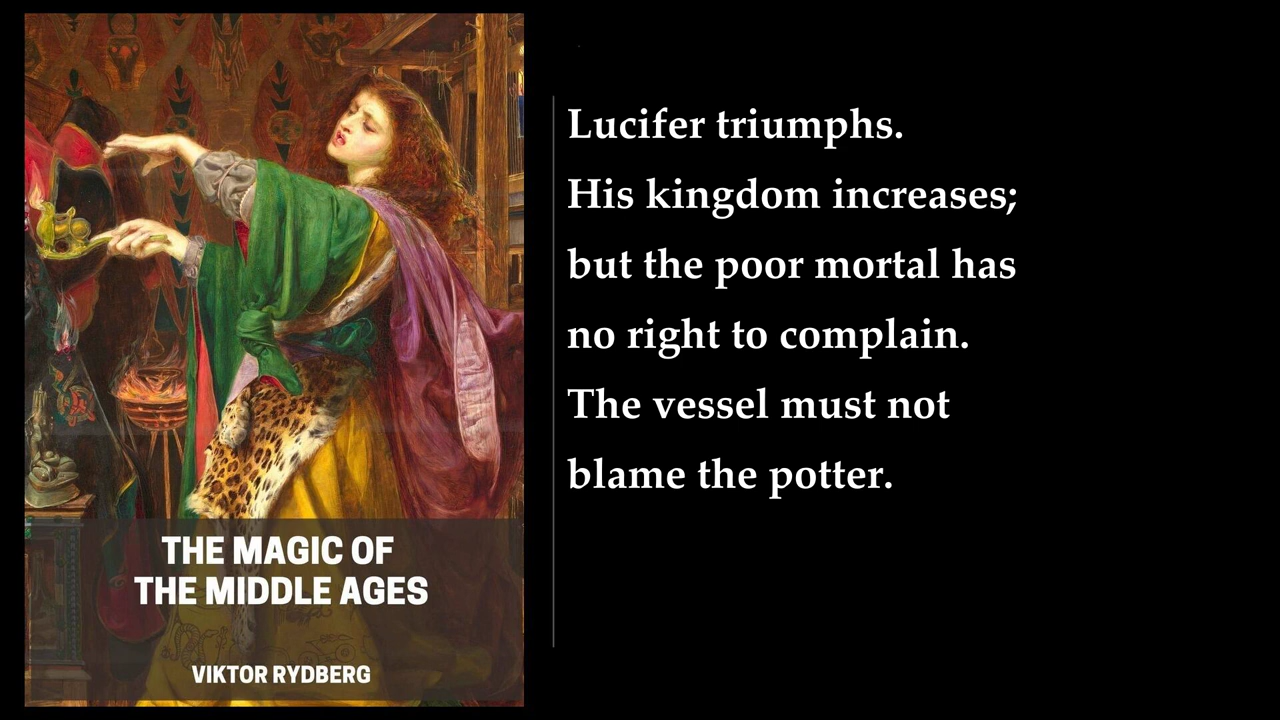 THE MAGIC OF
THE MIDDLE AGES
VIKTOR RYDBERG
Lucifer triumphs.
His kingdom increases;
but the poor mortal has
no right to complain.
The vessel must not
blame the potter.